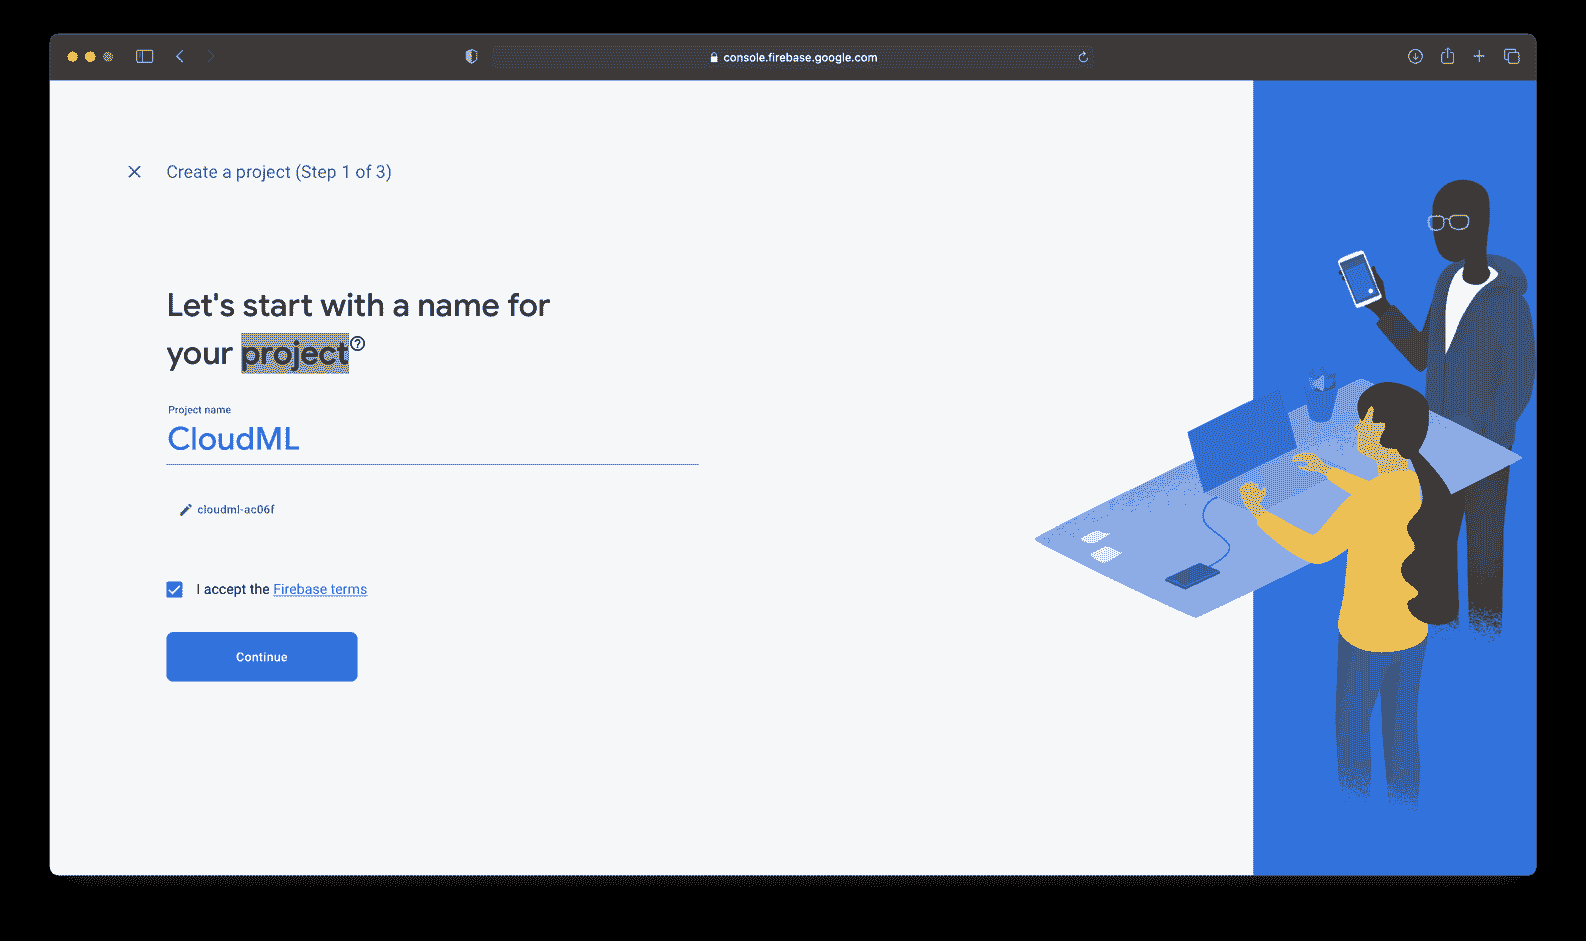 console.firebase.google.com
Create a project (Step 1 of 3)
Let's start with a name for
your project
Project name
CloudML
cloudml-ac06f
I accept the Firebase terms
Continue